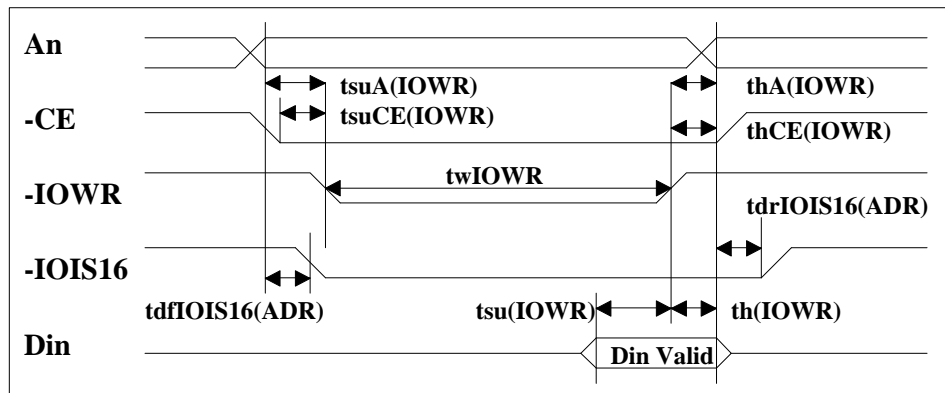 An
tsuA(IOWR) thA(IOWR)
-CE tsuCE(IOWR) thCE(IOWR)
-IOWR twIOWR
tdrIOIS16(ADR)
-IOIS16
tdfIOIS16(ADR) tsu(IOWR) th(IOWR)
Din Din Valid